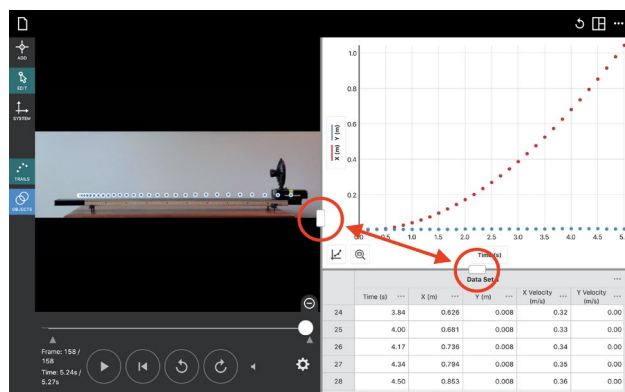 ADD
EDIT
SYSTEM
TRAILS
OBJECTS
Frame: 158 /
158
Time: 5.24s /
5.27s
X (m) Y (m)
1.0
0.8
0.6
0.4
0.2
0.0 0.5 1.0 1.5 2.0 2.5 3.0 3.5 4.0 4.5 5.
Time (s)
Data Set 1
Time (s) X (m) Y (m) X Velocity (m/s) Y Velocity (m/s)
24 3.84 0.626 0.008 0.32 0.00
25 4.00 0.681 0.008 0.33 0.00
26 4.17 0.736 0.008 0.34 0.00
27 4.34 0.794 0.008 0.35 0.00
28 4.50 0.853 0.008 0.36 0.00